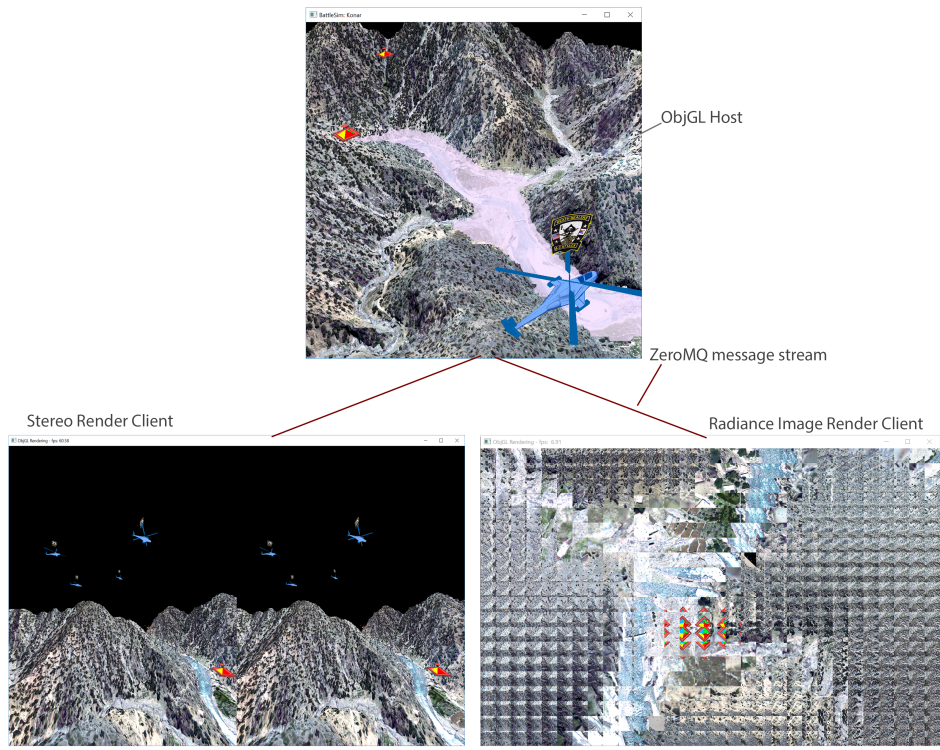 BattleSim: Konar
ObjGL Host
ZeroMQ message stream
Stereo Render Client
Radiance Image Render Client
ObjGL Rendering - fps: 60.58
ObjGL Rendering - fps: 6.91